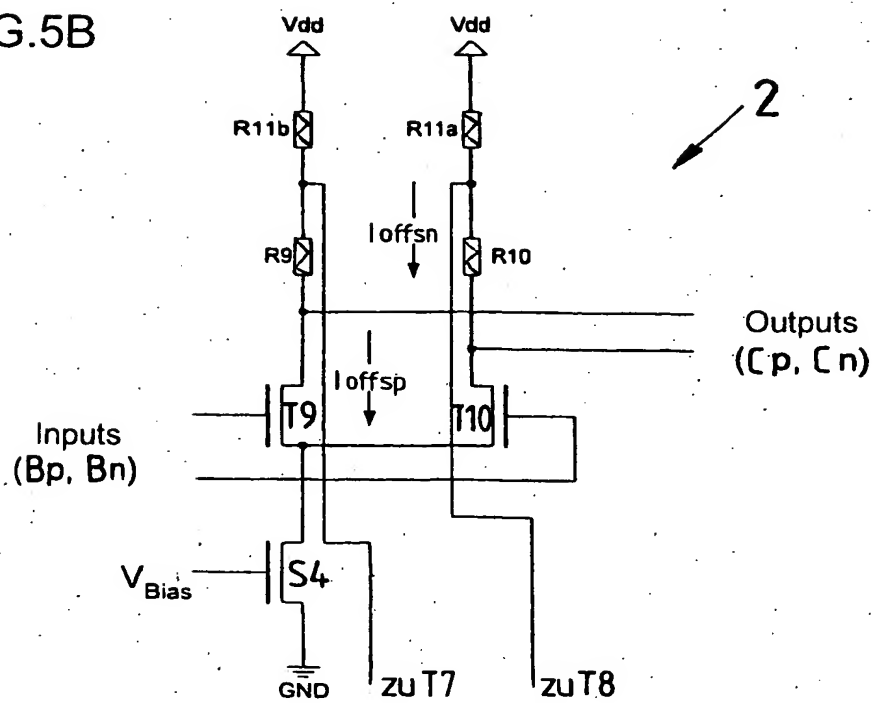 G.5B
Vdd
Vdd
2
R11b
R11a
Ioffsn
R9
R10
Outputs
(Cp, Cn)
Ioffsp
T9
T10
Inputs
(Bp, Bn)
VBias
S4
GND
zu T7
zu T8